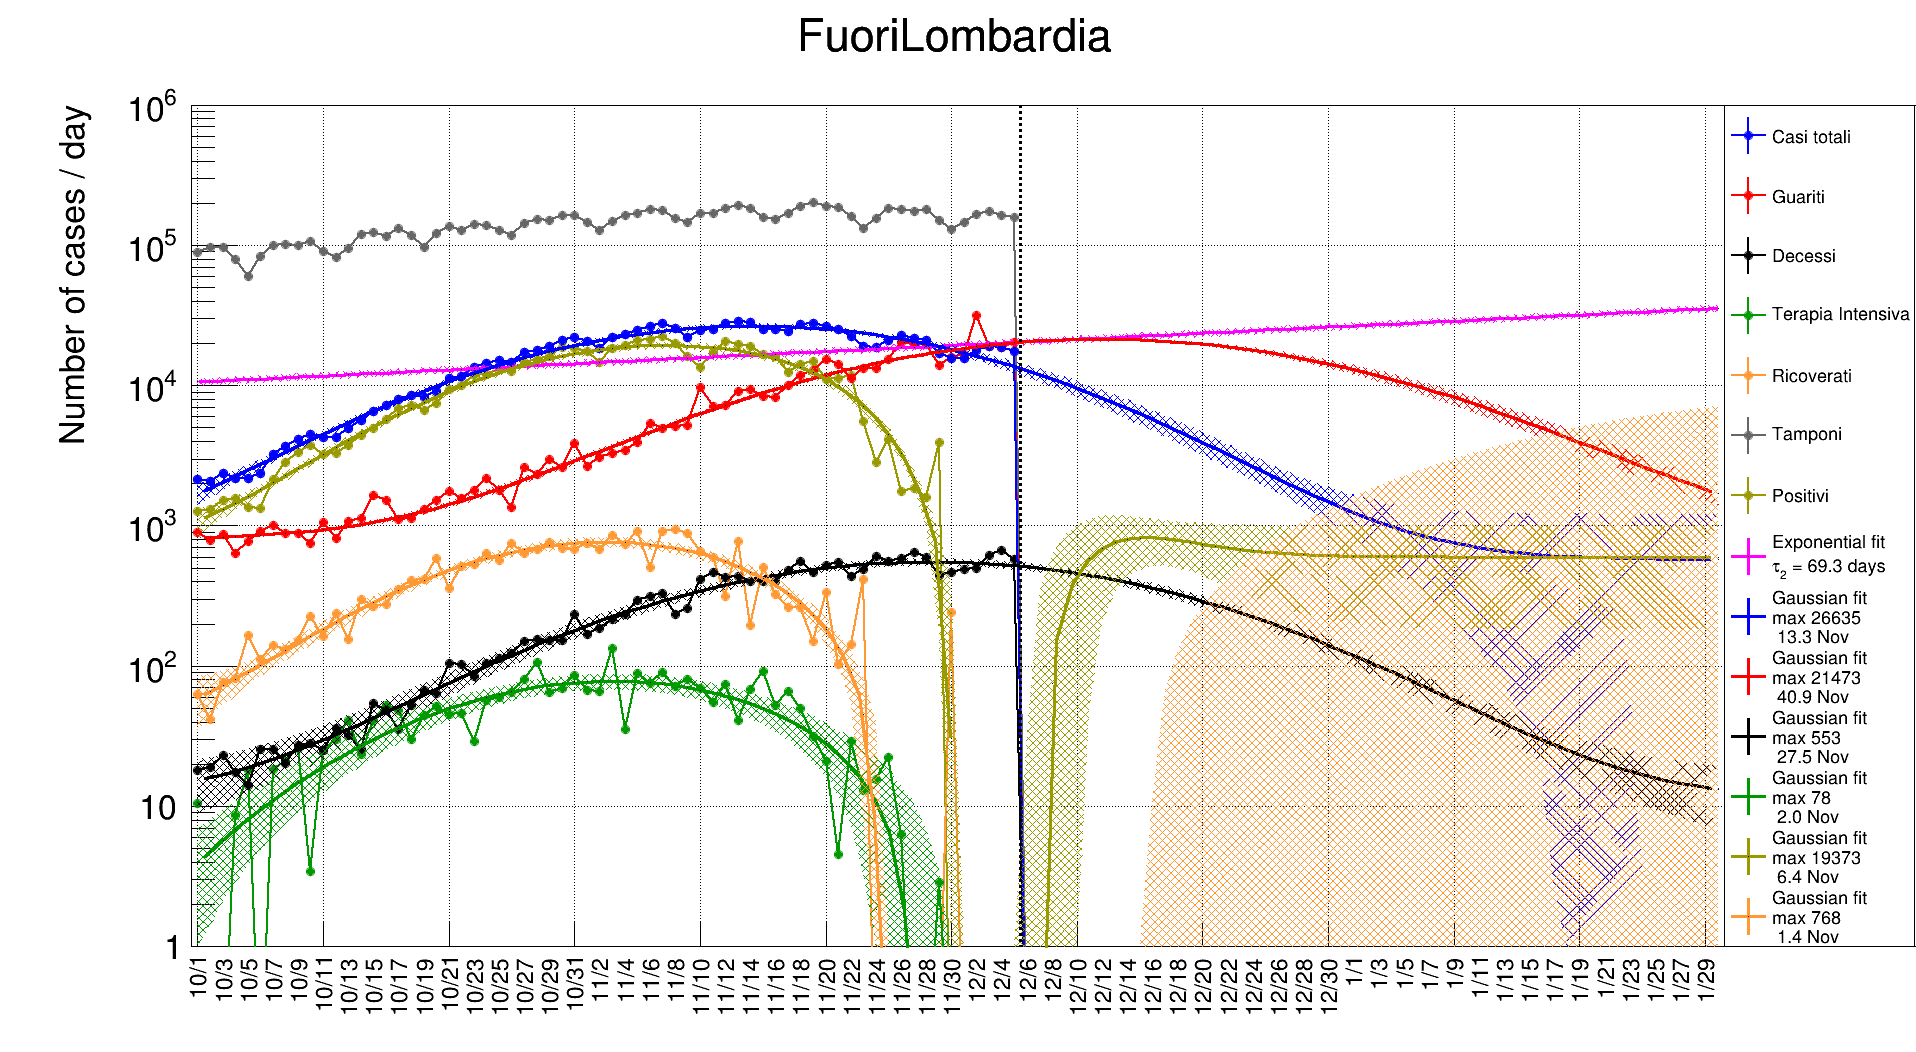 FuoriLombardia
Number of cases / day
10^6
10^5
10^4
10^3
10^2
10
1
10/1 10/3 10/5 10/7 10/9 10/11 10/13 10/15 10/17 10/19 10/21 10/23 10/25 10/27 10/29 10/31 11/2 11/4 11/6 11/8 11/10 11/12 11/14 11/16 11/18 11/20 11/22 11/24 11/26 11/28 11/30 12/2 12/4 12/6 12/8 12/10 12/12 12/14 12/16 12/18 12/20 12/22 12/24 12/26 12/28 12/30 1/1 1/3 1/5 1/7 1/9 1/11 1/13 1/15 1/17 1/19 1/21 1/23 1/25 1/27 1/29
Casi totali
Guariti
Decessi
Terapia Intensiva
Ricoverati
Tamponi
Positivi
Exponential fit
τ2 = 69.3 days
Gaussian fit
max 26635
13.3 Nov
Gaussian fit
max 21473
40.9 Nov
Gaussian fit
max 553
27.5 Nov
Gaussian fit
max 78
2.0 Nov
Gaussian fit
max 19373
6.4 Nov
Gaussian fit
max 768
1.4 Nov